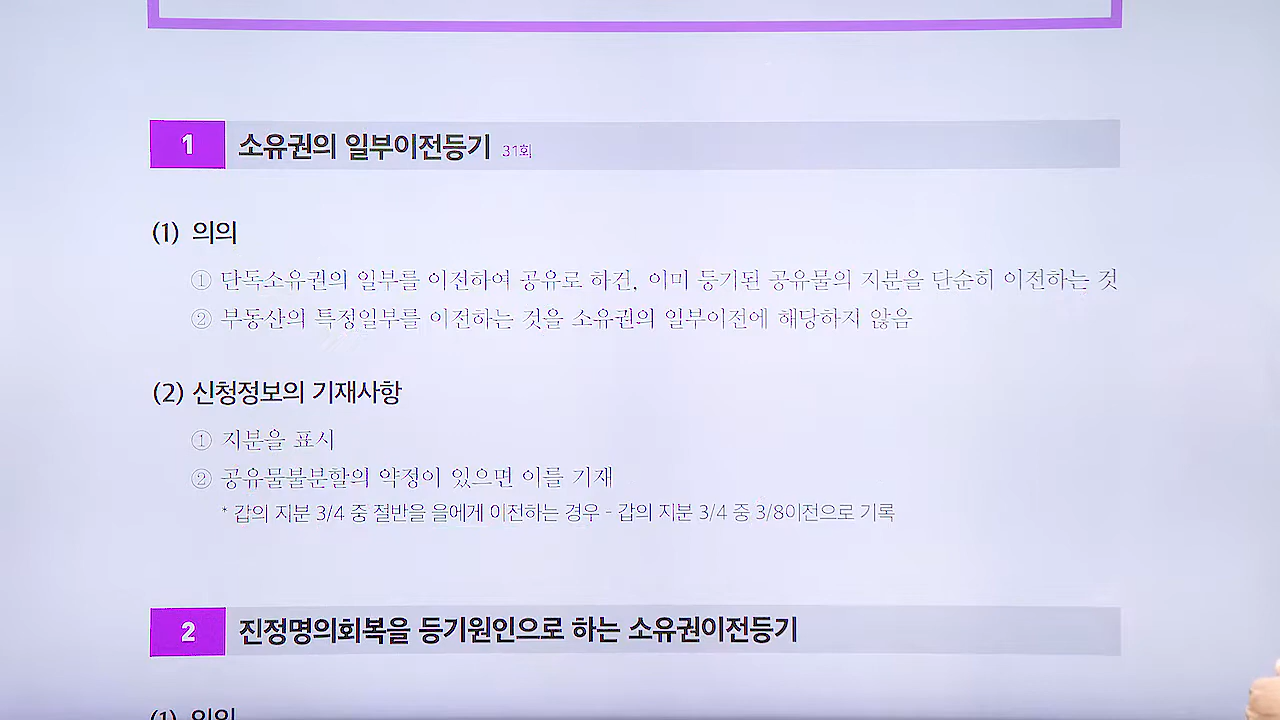 1 소유권의 일부이전등기 31회
(1) 의의
① 단독소유권의 일부를 이전하여 공유로 하건, 이미 등기된 공유물의 지분을 단순히 이전하는 것
② 부동산의 특정일부를 이전하는 것을 소유권의 일부이전에 해당하지 않음
(2) 신청정보의 기재사항
① 지분을 표시
② 공유물불분할의 약정이 있으면 이를 기재
* 갑의 지분 3/4 중 절반을 을에게 이전하는 경우 - 갑의 지분 3/4 중 3/8이전으로 기록
2 진정명의회복을 등기원인으로 하는 소유권이전등기
(1) 의의